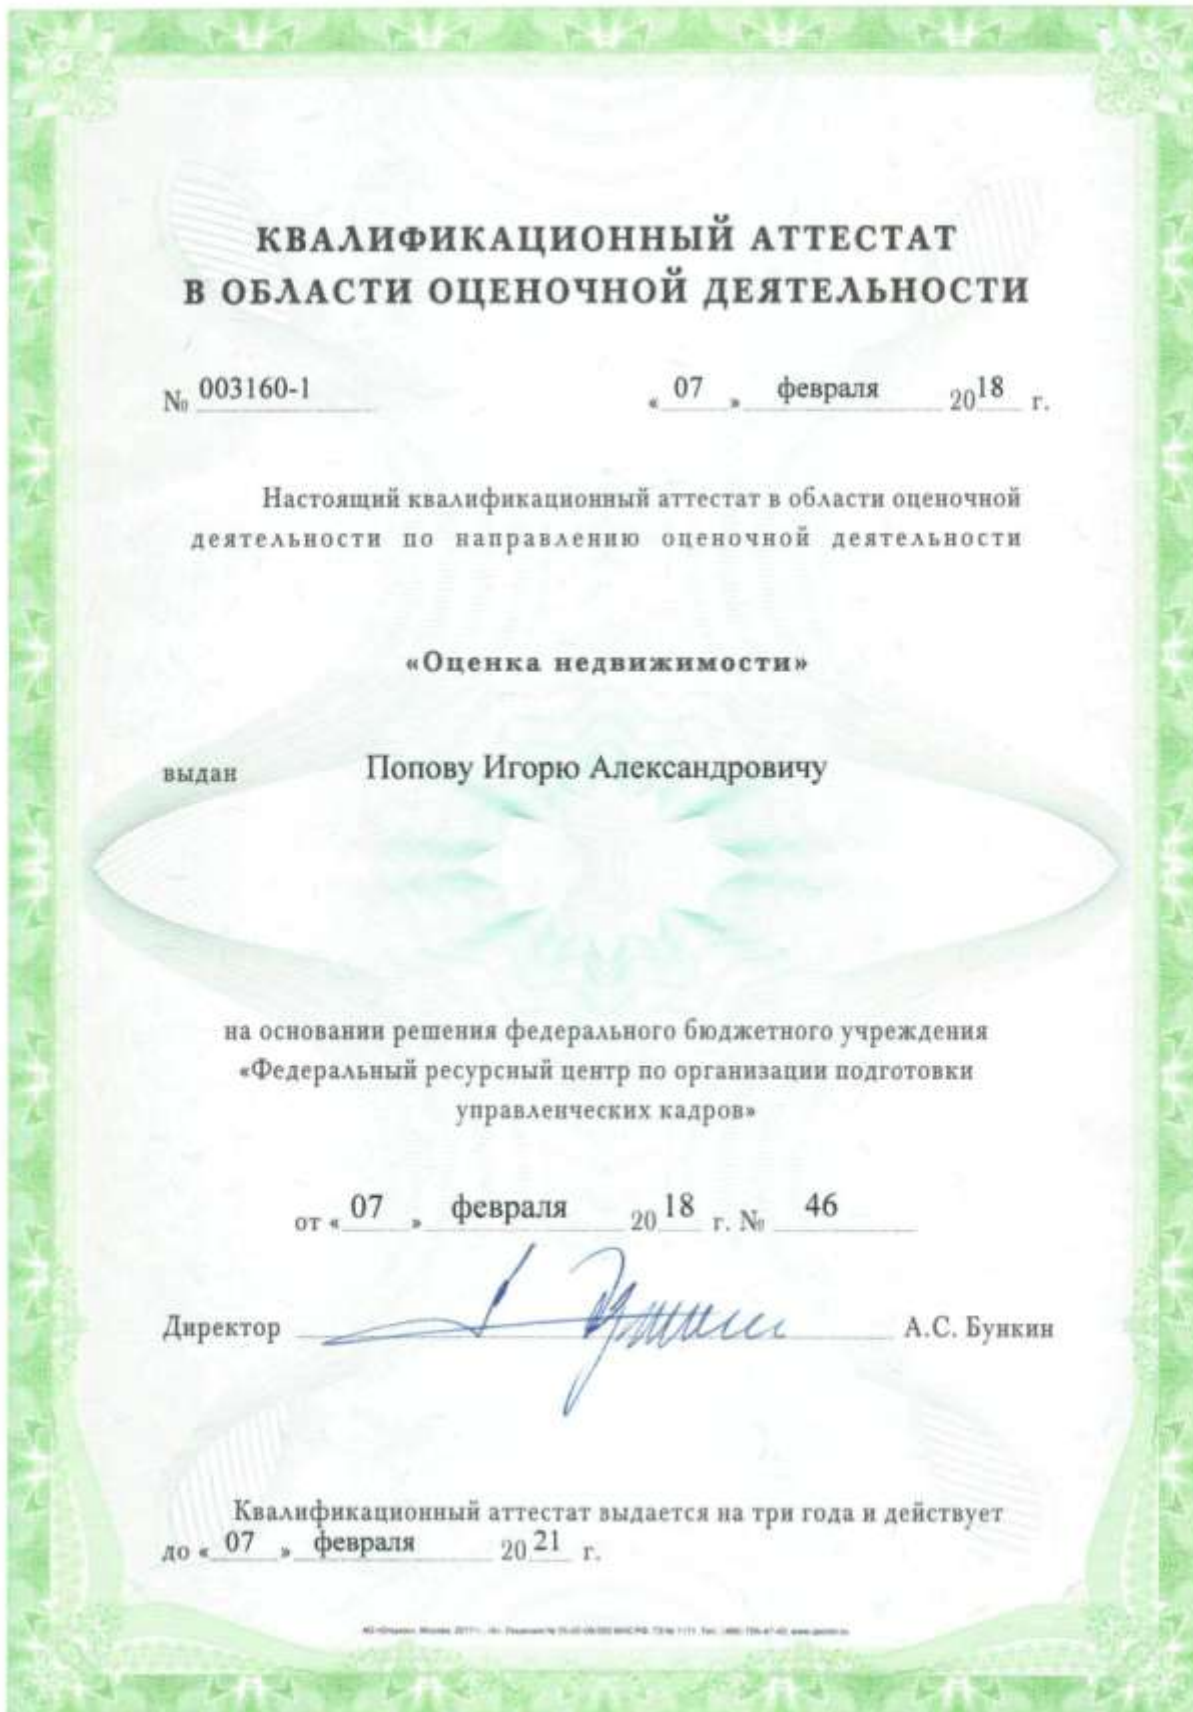 КВАЛИФИКАЦИОННЫЙ АТТЕСТАТ
В ОБЛАСТИ ОЦЕНОЧНОЙ ДЕЯТЕЛЬНОСТИ
№ 003160-1 « 07 » февраля 2018 г.
Настоящий квалификационный аттестат в области оценочной
деятельности по направлению оценочной деятельности
«Оценка недвижимости»
выдан Попову Игорю Александровичу
на основании решения федерального бюджетного учреждения
«Федеральный ресурсный центр по организации подготовки
управленческих кадров»
от « 07 » февраля 2018 г. № 46
Директор А.С. Бункин
Квалификационный аттестат выдается на три года и действует
до « 07 » февраля 2021 г.